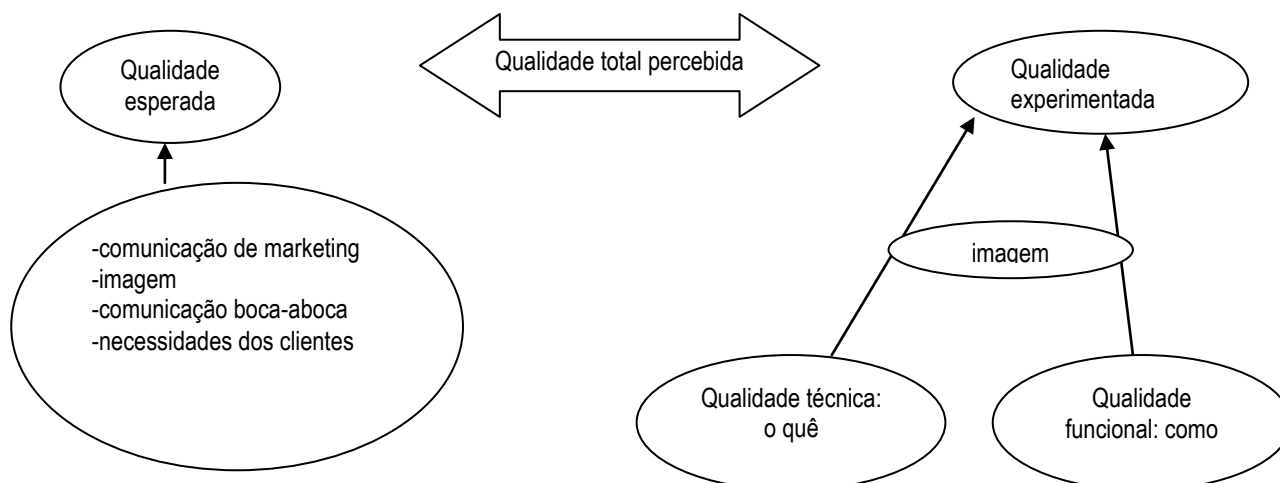 Qualidade
esperada
Qualidade total percebida
Qualidade
experimentada
-comunicação de marketing
-imagem
-comunicação boca-aboca
-necessidades dos clientes
imagem
Qualidade técnica:
o quê
Qualidade
funcional: como